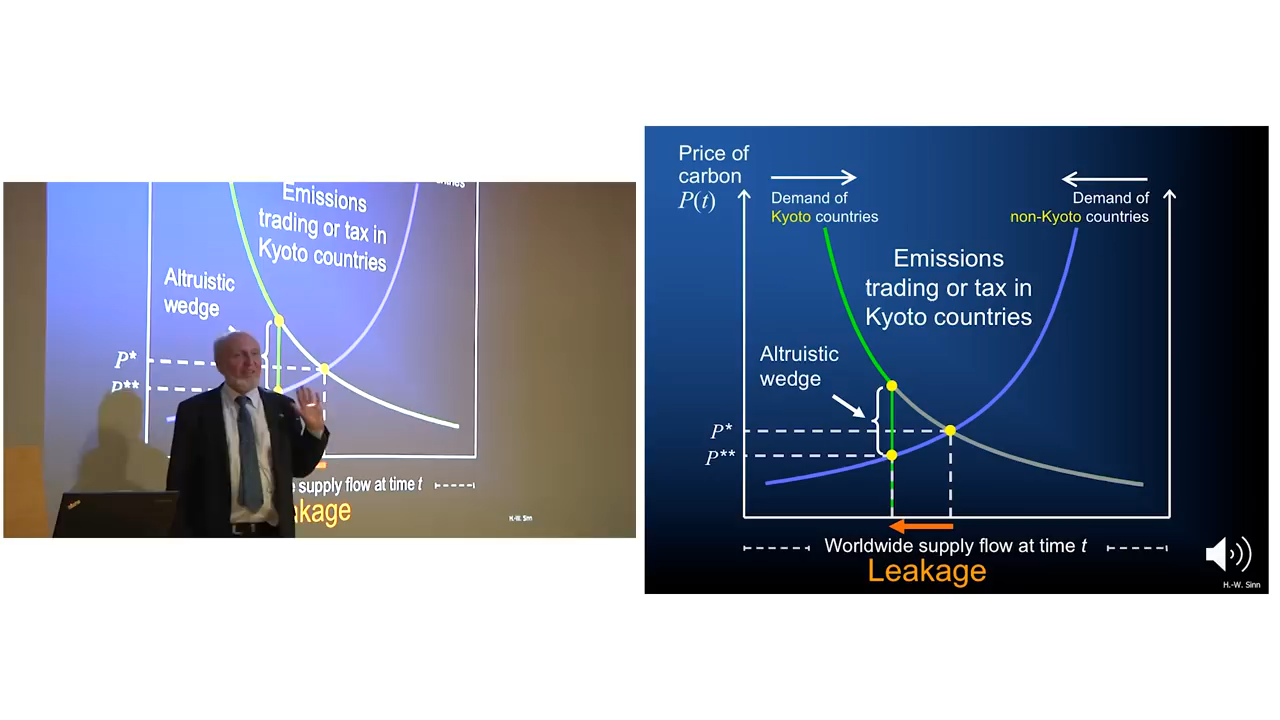 ntries
Emissions
trading or tax in
Kyoto countries
Altruistic
wedge
P*
P**
supply flow at time t
kage
H.-W. Sinn
Price of
carbon
P(t)
Demand of
Kyoto countries
Demand of
non-Kyoto countries
Emissions
trading or tax in
Kyoto countries
Altruistic
wedge
P*
P**
Worldwide supply flow at time t
Leakage
H.-W. Sinn